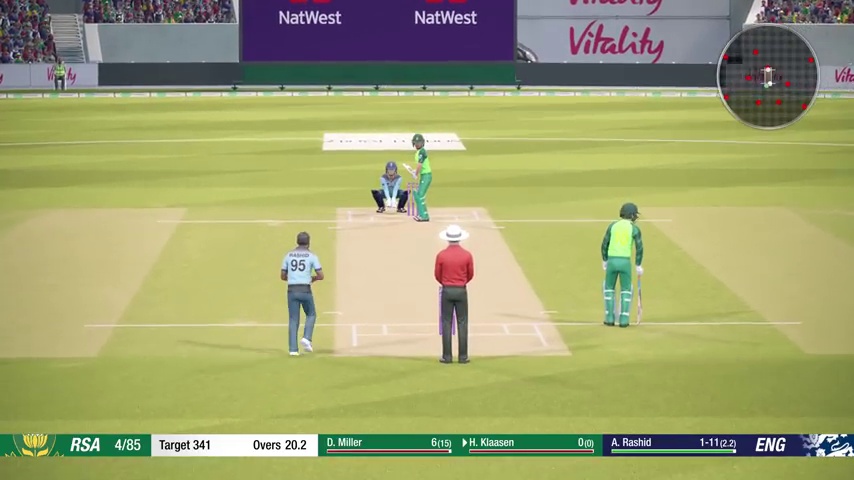 NatWest
NatWest
Vitality
Vitality
RASHID
95
RSA 4/85 Target 341 Overs 20.2 D. Miller 6(15) H. Klaasen 0(0) A. Rashid 1-11(2.2) ENG